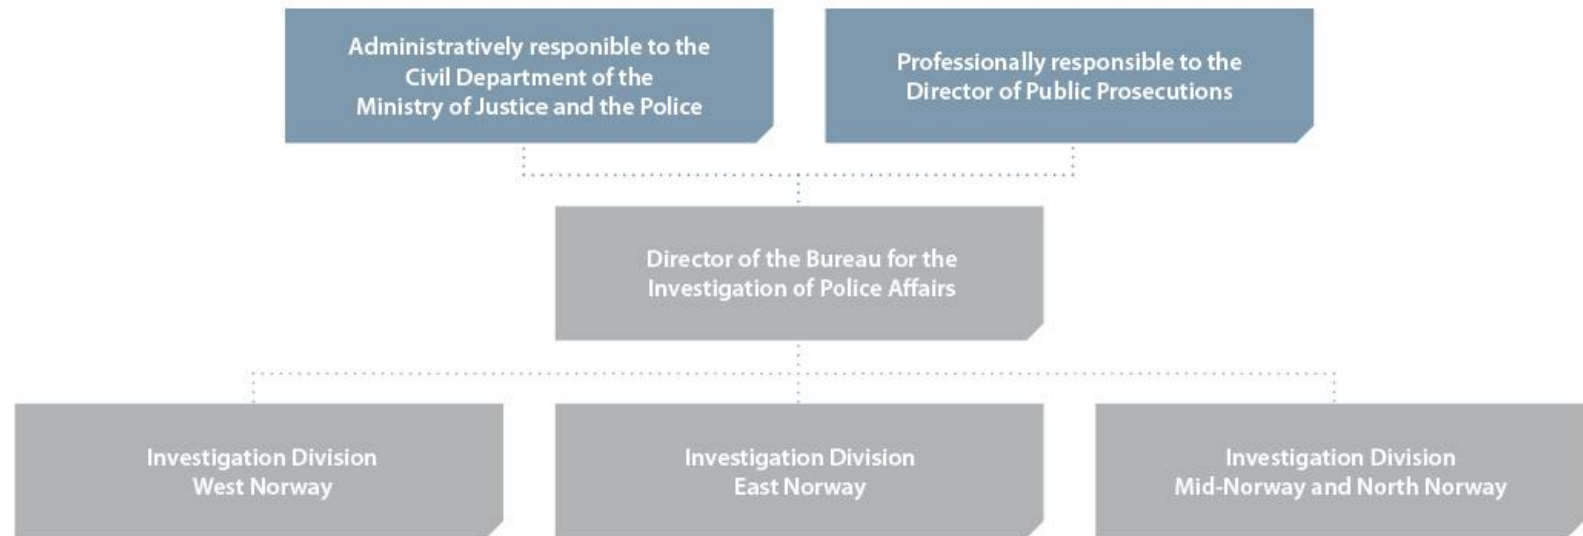 Administratively responible to the
Civil Department of the
Ministry of Justice and the Police
Professionally responsible to the
Director of Public Prosecutions
Director of the Bureau for the
Investigation of Police Affairs
Investigation Division
West Norway
Investigation Division
East Norway
Investigation Division
Mid-Norway and North Norway